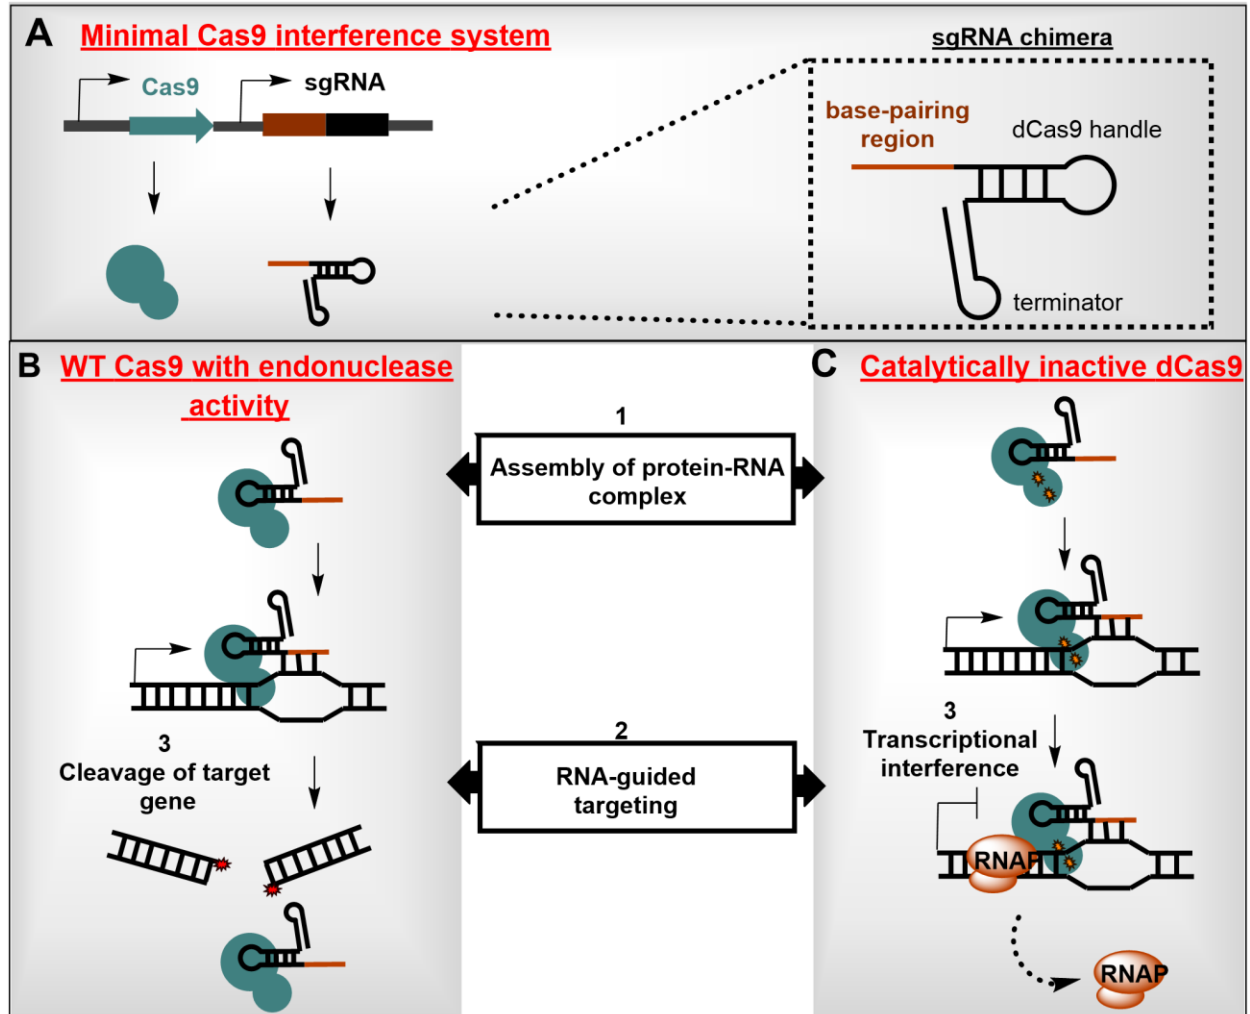 A
Minimal Cas9 interference system
sgRNA chimera
Cas9
sgRNA
base-pairing
region
dCas9 handle
terminator
B
WT Cas9 with endonuclease
activity
1
Assembly of protein-RNA
complex
2
RNA-guided
targeting
3
Cleavage of target
gene
C
Catalytically inactive dCas9
3
Transcriptional
interference
RNAP
RNAP